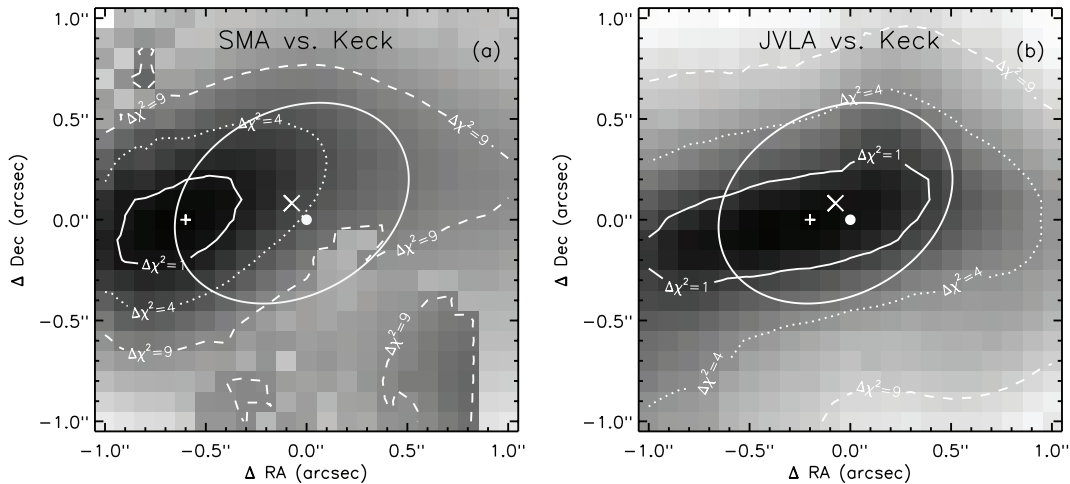 SMA vs. Keck
(a)
Δχ²=9
Δχ²=4
Δχ²=9
Δχ²=1
Δχ²=9
Δχ²=4
Δχ²=9
Δχ²=9
1.0"
0.5"
0.0"
−0.5"
−1.0"
Δ Dec (arcsec)
−1.0"
−0.5"
0.0"
0.5"
1.0"
Δ RA (arcsec)
JVLA vs. Keck
(b)
Δχ²=9
Δχ²=4
Δχ²=1
Δχ²=1
Δχ²=4
Δχ²=4
Δχ²=9
1.0"
0.5"
0.0"
−0.5"
−1.0"
Δ Dec (arcsec)
−1.0"
−0.5"
0.0"
0.5"
1.0"
Δ RA (arcsec)